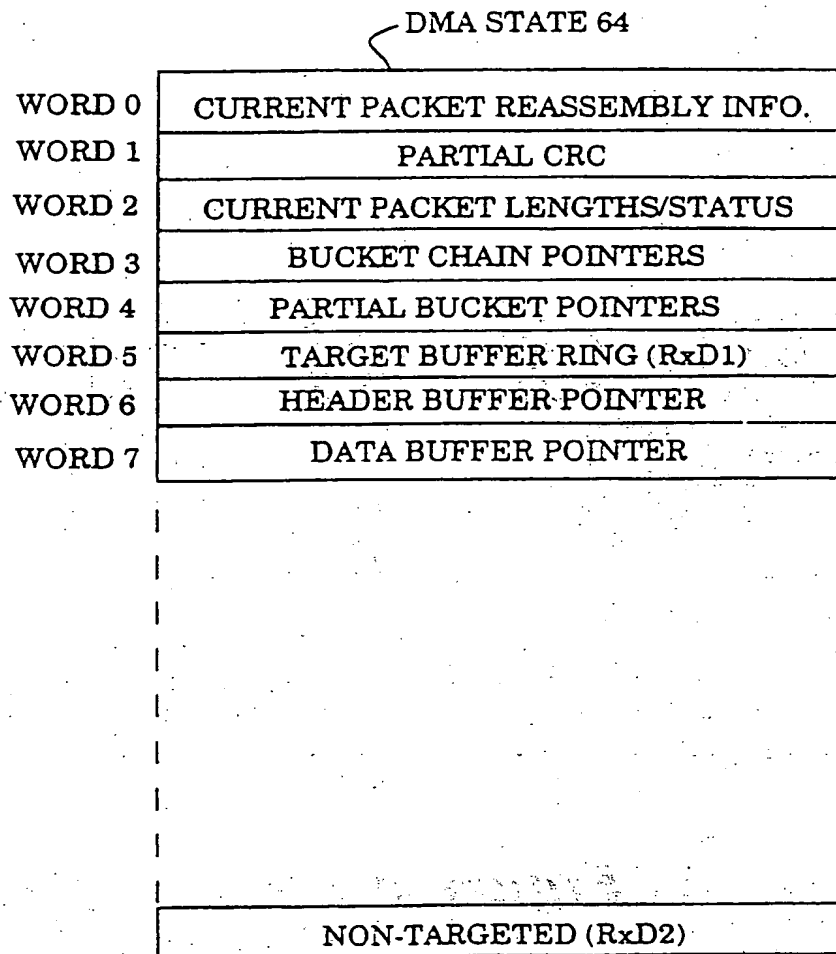 DMA STATE 64
WORD 0 CURRENT PACKET REASSEMBLY INFO.
WORD 1 PARTIAL CRC
WORD 2 CURRENT PACKET LENGTHS/STATUS
WORD 3 BUCKET CHAIN POINTERS
WORD 4 PARTIAL BUCKET POINTERS
WORD 5 TARGET BUFFER RING (RxD1)
WORD 6 HEADER BUFFER POINTER
WORD 7 DATA BUFFER POINTER
NON-TARGETED (RxD2)